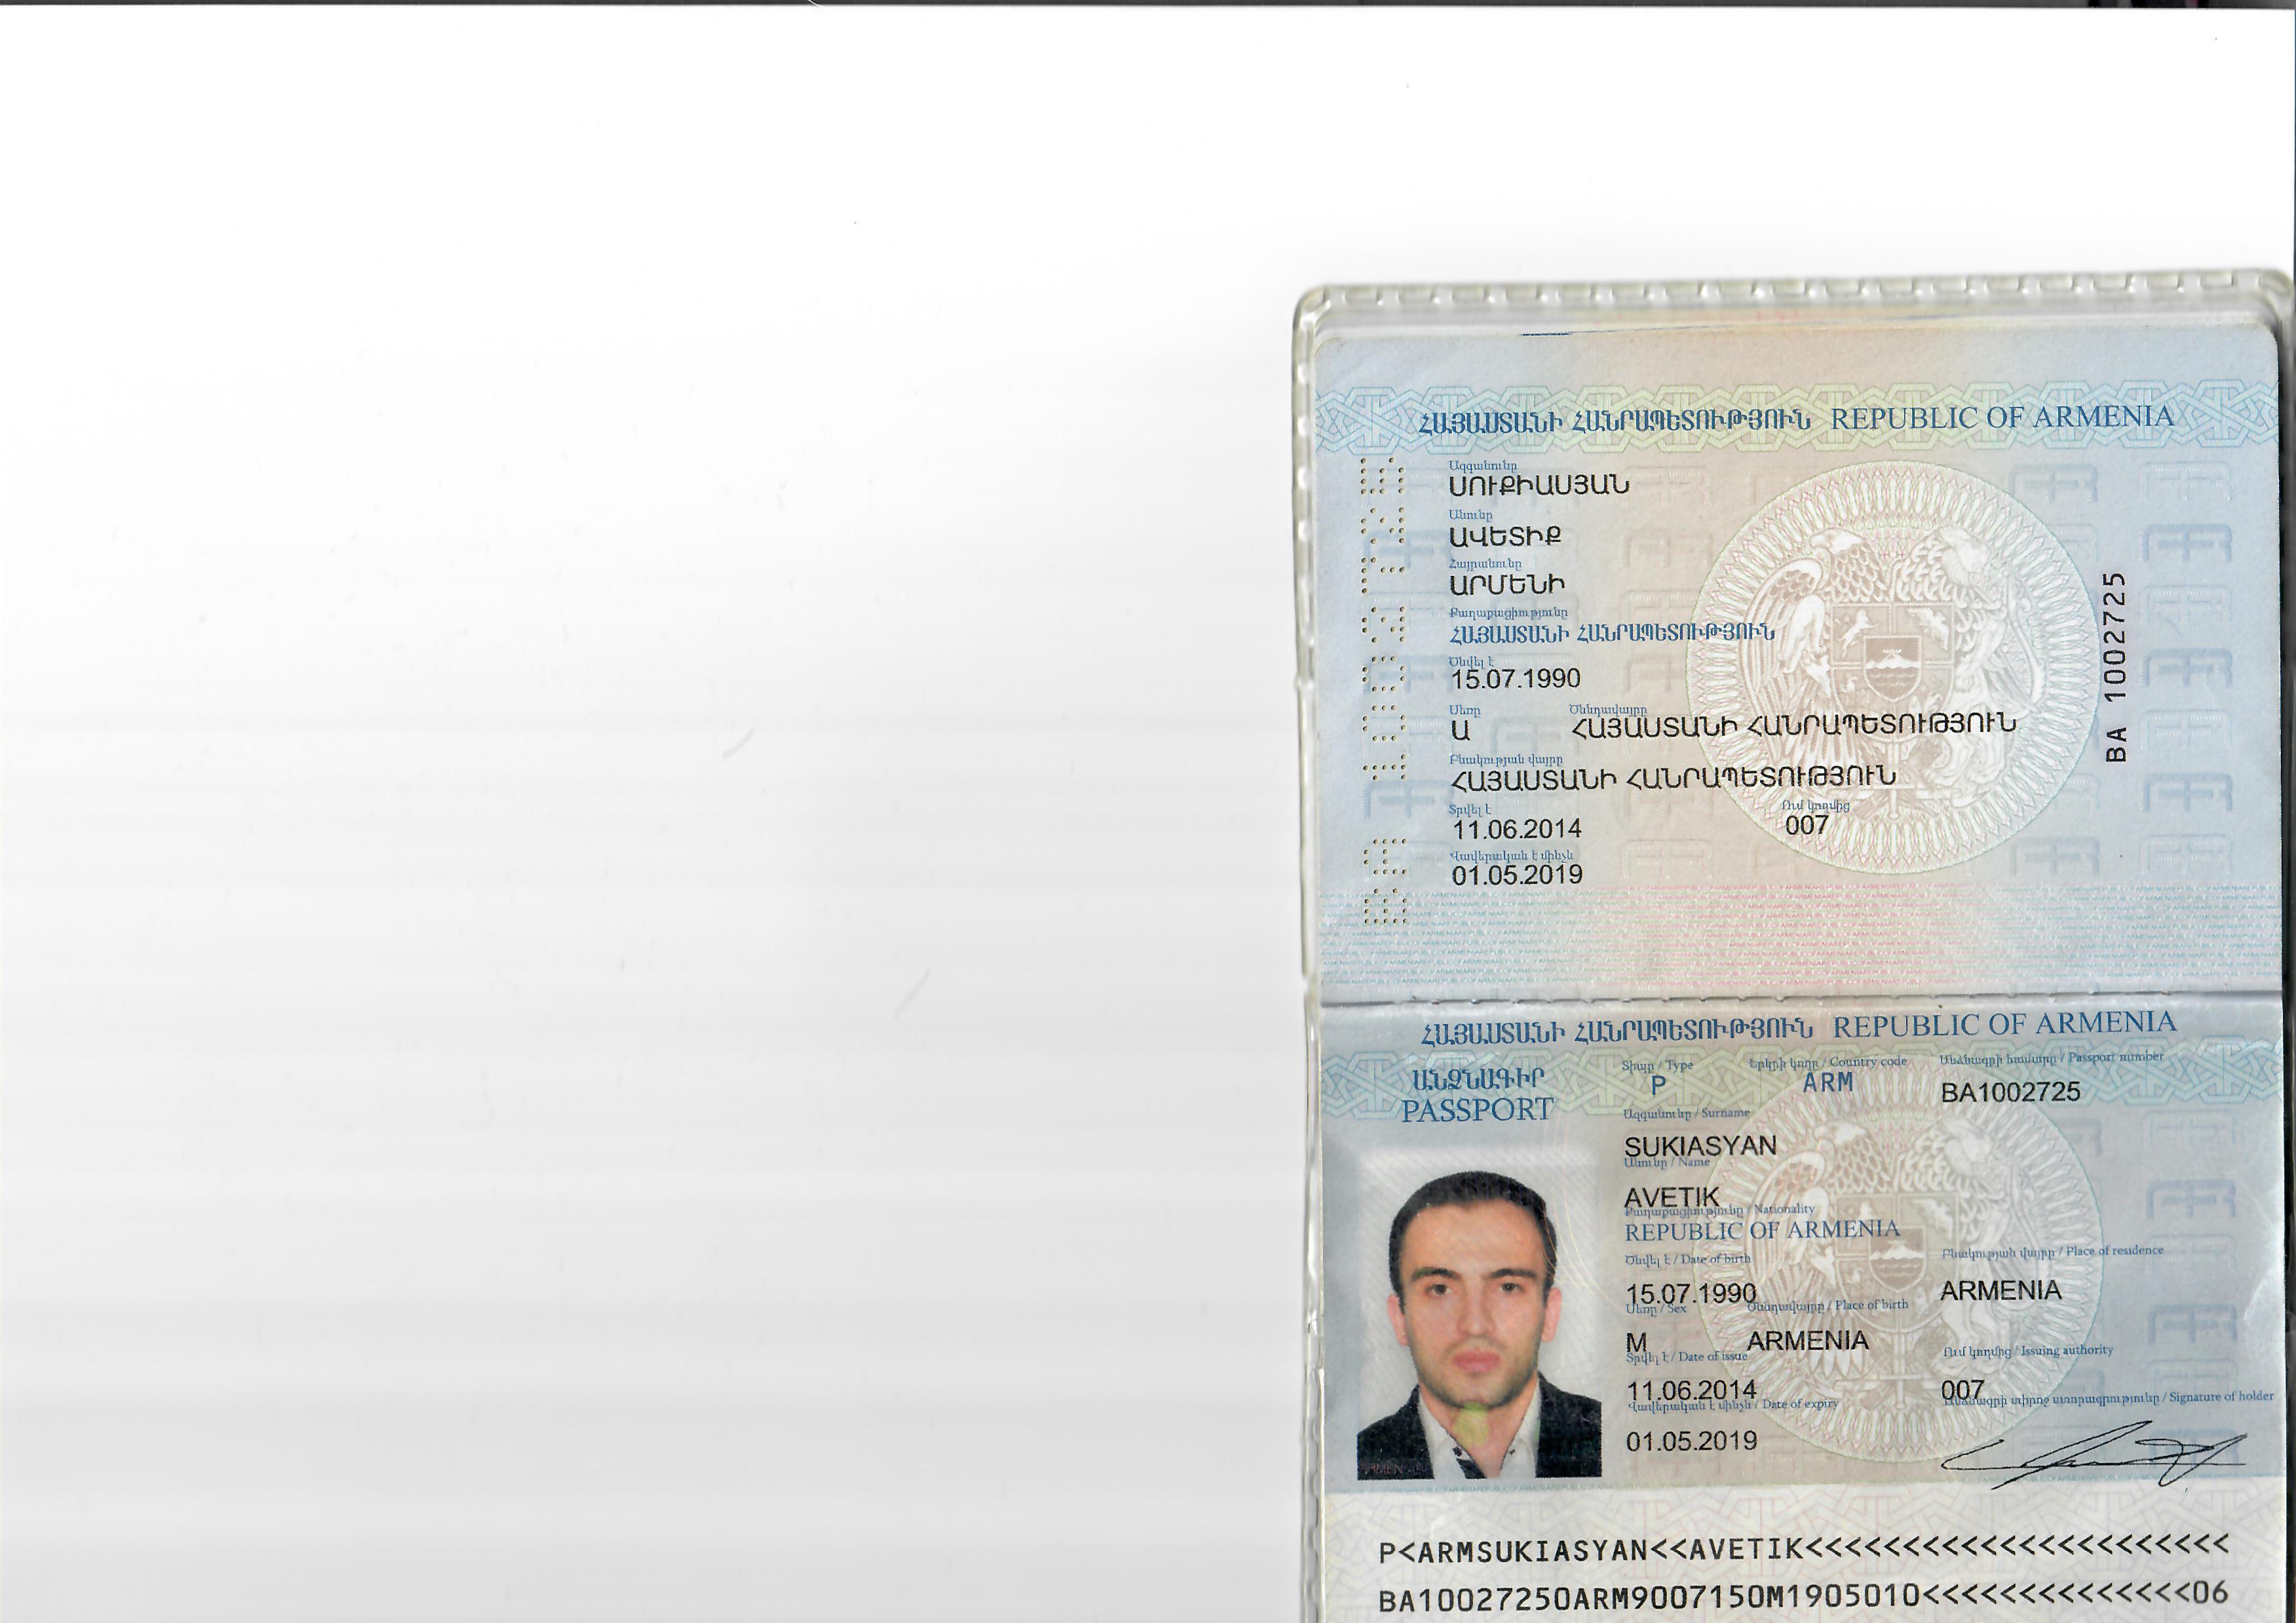 ՀԱՅԱՍՏԱՆԻ ՀԱՆՐԱՊԵՏՈՒԹՅՈՒՆ REPUBLIC OF ARMENIA
Ազգանունը
ՍՈՒՔԻԱՍՅԱՆ
Անունը
ԱՎԵՏԻՔ
Հայրանունը
ԱՐՄԵՆԻ
Քաղաքացիությունը
ՀԱՅԱՍՏԱՆԻ ՀԱՆՐԱՊԵՏՈՒԹՅՈՒՆ
Ծնվել է
15.07.1990
Սեռը Ծննդավայրը
Ա ՀԱՅԱՍՏԱՆԻ ՀԱՆՐԱՊԵՏՈՒԹՅՈՒՆ
Բնակության վայրը
ՀԱՅԱՍՏԱՆԻ ՀԱՆՐԱՊԵՏՈՒԹՅՈՒՆ
Տրվել է Ում կողմից
11.06.2014 007
Վավերական է մինչև
01.05.2019
BA 1002725
BA 1002725
ՀԱՅԱՍՏԱՆԻ ՀԱՆՐԱՊԵՏՈՒԹՅՈՒՆ REPUBLIC OF ARMENIA
ԱՆՁՆԱԳԻՐ
PASSPORT
Տիպը / Type Երկրի կոդը / Country code Անձնագրի համարը / Passport number
P ARM BA1002725
Ազգանունը / Surname
SUKIASYAN
Անունը / Name
AVETIK
Քաղաքացիությունը / Nationality
REPUBLIC OF ARMENIA
Ծնվել է / Date of birth Բնակության վայրը / Place of residence
15.07.1990 ARMENIA
Սեռը / Sex Ծննդավայրը / Place of birth
M ARMENIA
Տրվել է / Date of issue Ում կողմից / Issuing authority
11.06.2014 007
Վավերական է մինչև / Date of expiry Անձնագրի տիրոջ ստորագրությունը / Signature of holder
01.05.2019
P<ARMSUKIASYAN<<AVETIK<<<<<<<<<<<<<<<<<<<<<<
BA10027250ARM9007150M1905010<<<<<<<<<<<<<<06